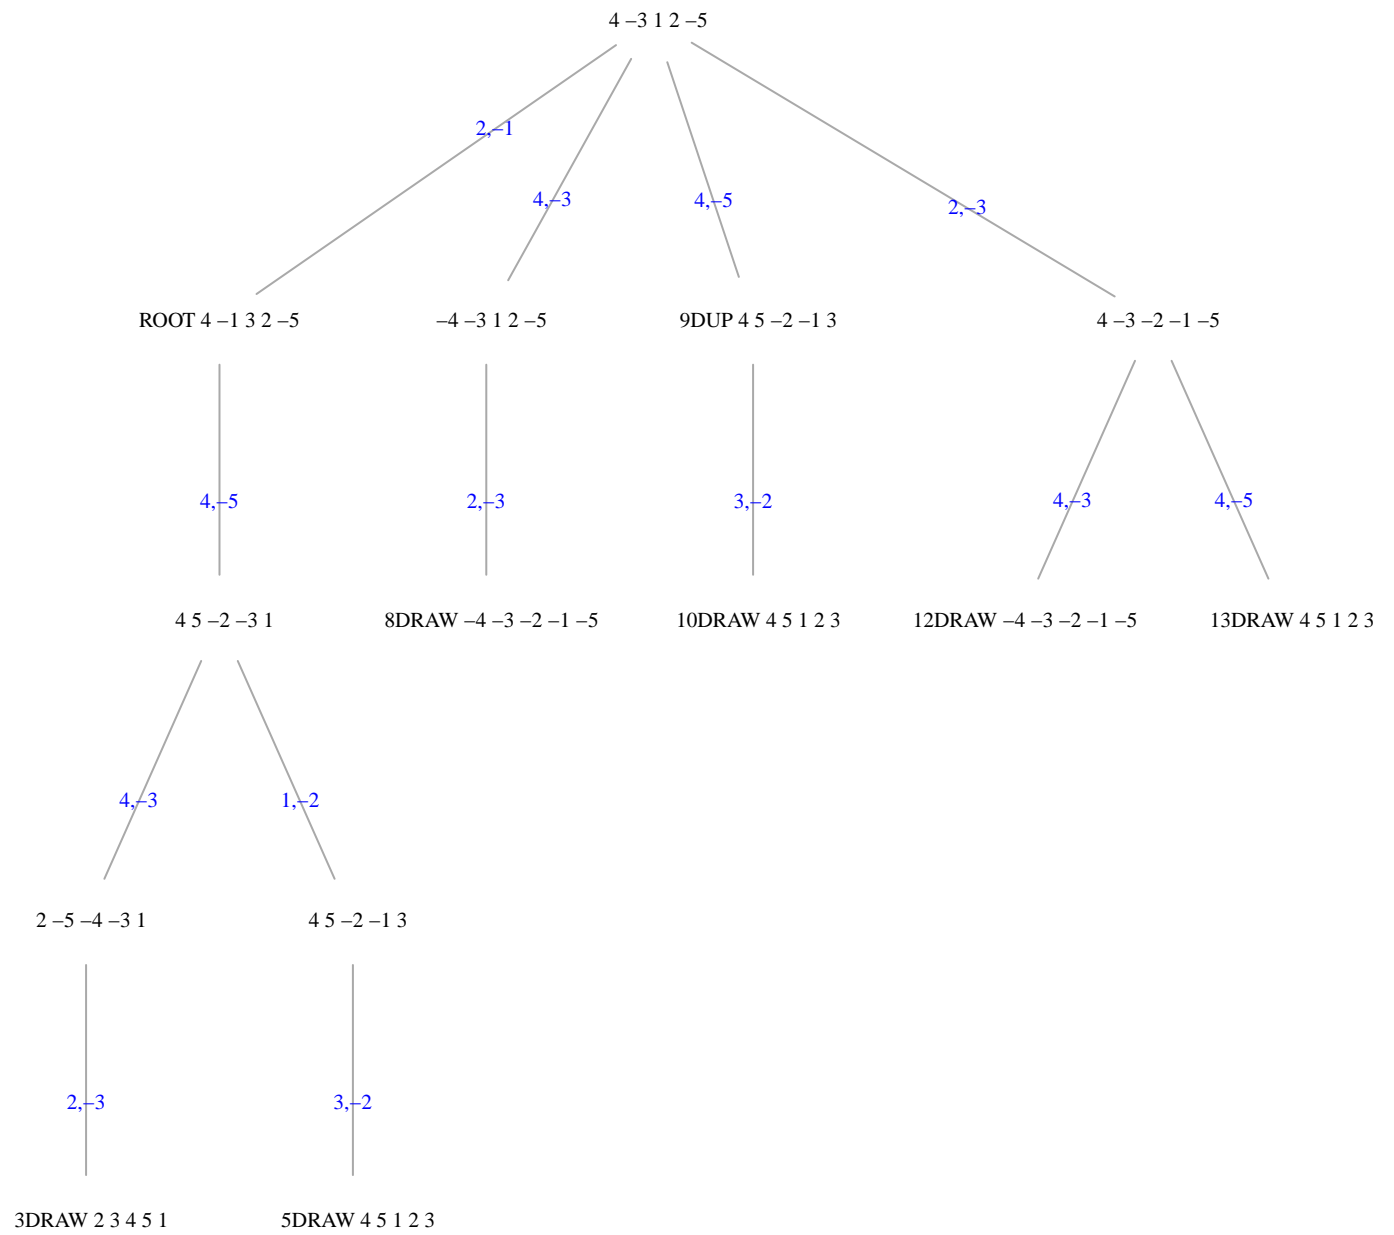 4 –3 1 2 –5
2,–1
4,–3
4,–5
2,–3
ROOT 4 –1 3 2 –5
–4 –3 1 2 –5
9DUP 4 5 –2 –1 3
4 –3 –2 –1 –5
4,–5
2,–3
3,–2
4,–3
4,–5
4 5 –2 –3 1
8DRAW –4 –3 –2 –1 –5
10DRAW 4 5 1 2 3
12DRAW –4 –3 –2 –1 –5
13DRAW 4 5 1 2 3
4,–3
1,–2
2 –5 –4 –3 1
4 5 –2 –1 3
2,–3
3,–2
3DRAW 2 3 4 5 1
5DRAW 4 5 1 2 3